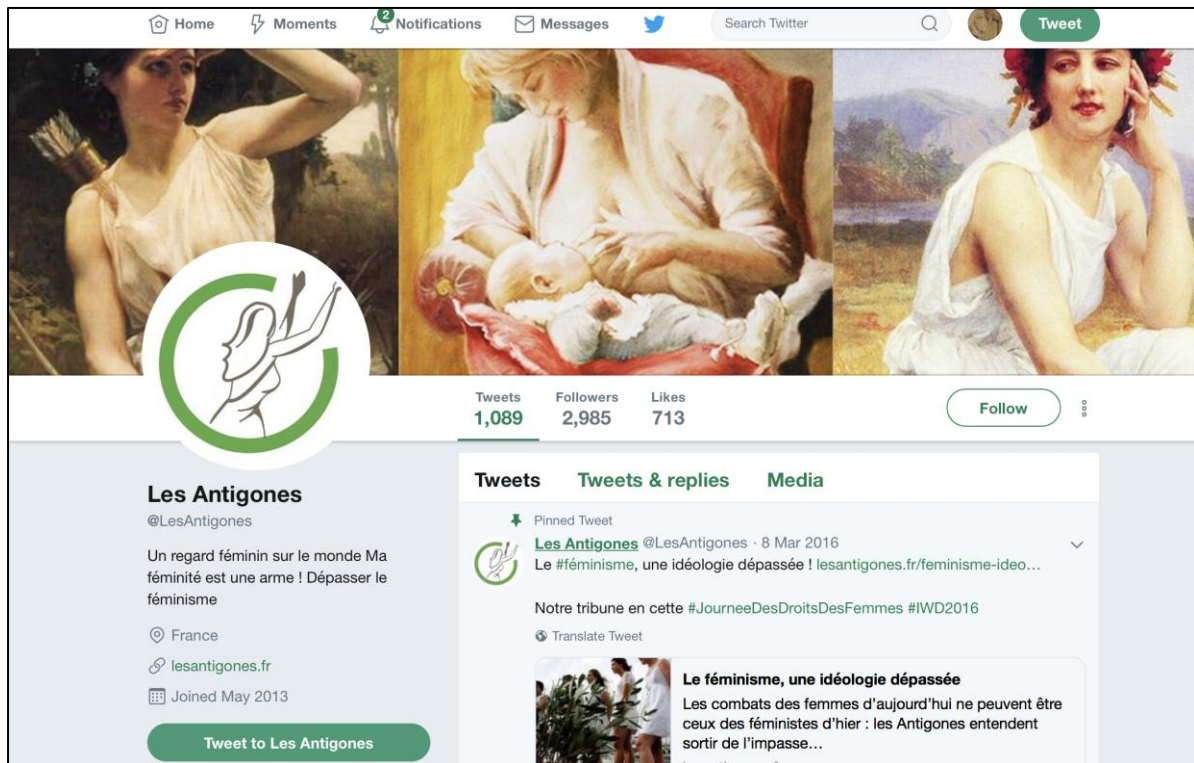 Home Moments 2 Notifications Messages Search Twitter Tweet
Tweets Followers Likes
1,089 2,985 713
Follow
Les Antigones
@LesAntigones
Un regard féminin sur le monde Ma
féminité est une arme ! Dépasser le
féminisme
France
lesantigones.fr
Joined May 2013
Tweet to Les Antigones
Tweets Tweets & replies Media
Pinned Tweet
Les Antigones @LesAntigones · 8 Mar 2016
Le #féminisme, une idéologie dépassée ! lesantigones.fr/feminisme-ideo…
Notre tribune en cette #JourneeDesDroitsDesFemmes #IWD2016
Translate Tweet
Le féminisme, une idéologie dépassée
Les combats des femmes d'aujourd'hui ne peuvent être
ceux des féministes d'hier : les Antigones entendent
sortir de l'impasse…